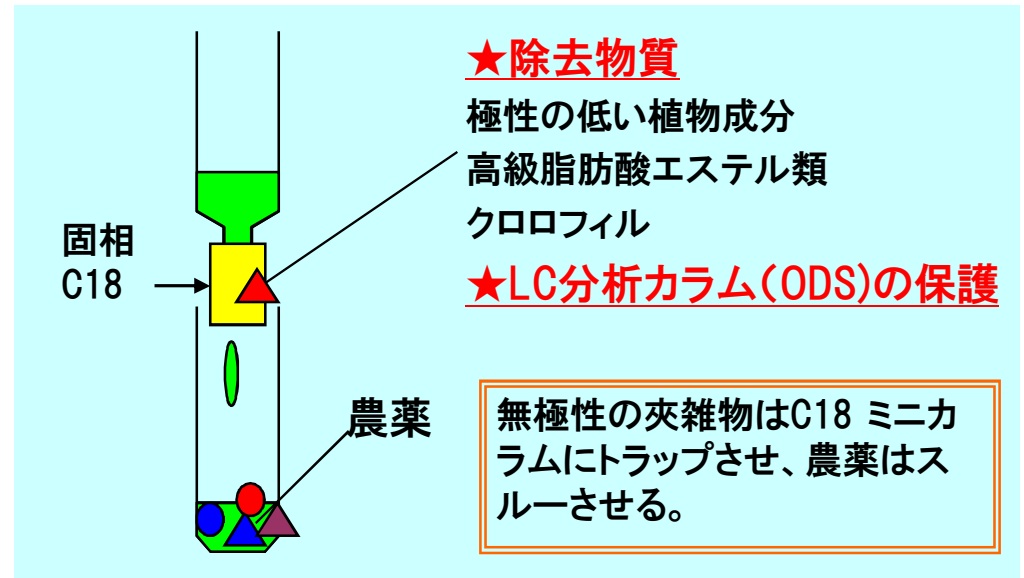 ★除去物質
極性の低い植物成分
高級脂肪酸エステル類
クロロフィル
★LC分析カラム(ODS)の保護
固相
C18
農薬
無極性の夾雑物はC18 ミニカ
ラムにトラップさせ、農薬はス
ルーさせる。